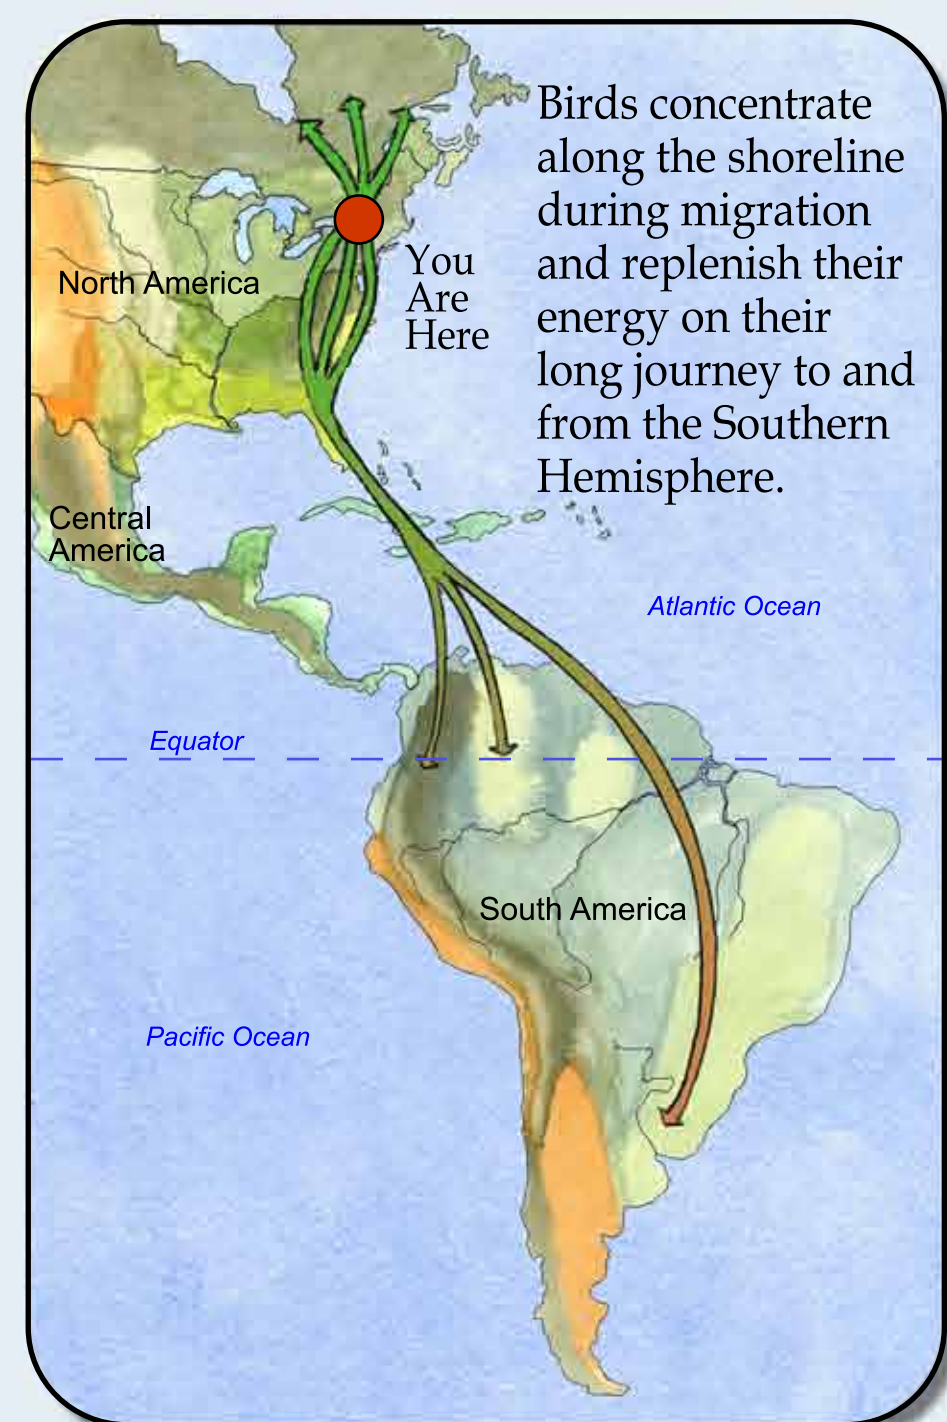 Birds concentrate
along the shoreline
during migration
and replenish their
energy on their
long journey to and
from the Southern
Hemisphere.
You
Are
Here
North America
Central
America
Atlantic Ocean
Equator
South America
Pacific Ocean